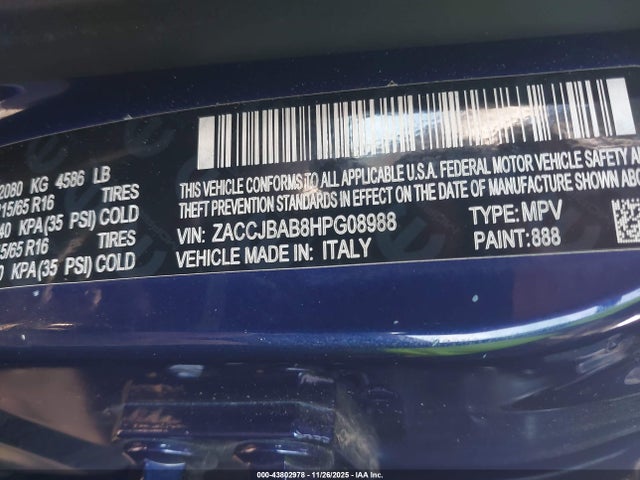 2080 KG 4586 LB
215/65 R16 TIRES
40 KPA(35 PSI) COLD
5/65 R16 TIRES
0 KPA(35 PSI) COLD
THIS VEHICLE CONFORMS TO ALL APPLICABLE U.S.A. FEDERAL MOTOR VEHICLE SAFETY A
THEFT PREVENTION STANDARDS IN EFFECT ON THE DATE OF MANUFACTURE SHOWN ABO
VIN: ZACCJBAB8HPG08988 TYPE: MPV
VEHICLE MADE IN ITALY PAINT: 888
000-43802978 - 11/26/2025 - IAA Inc.